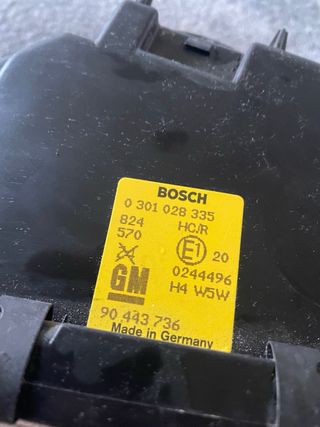 BOSCH
0 301 028 335
824 HC/R
570 E1 20
0244496
GM H4 W5W
90 443 736
Made in Germany